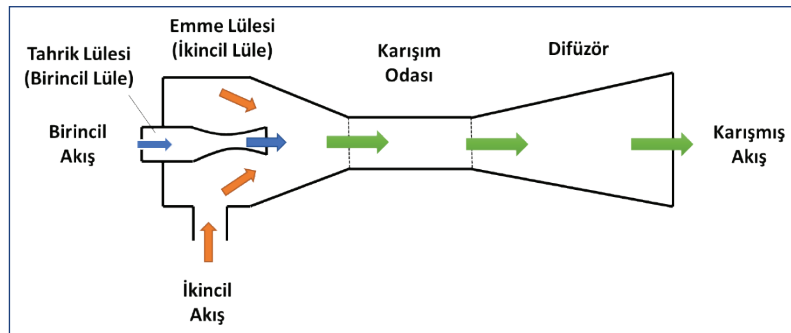 Emme Lülesi
(İkincil Lüle)
Tahrik Lülesi
(Birincil Lüle)
Karışım
Odası
Difüzör
Birincil
Akış
Karışmış
Akış
İkincil
Akış